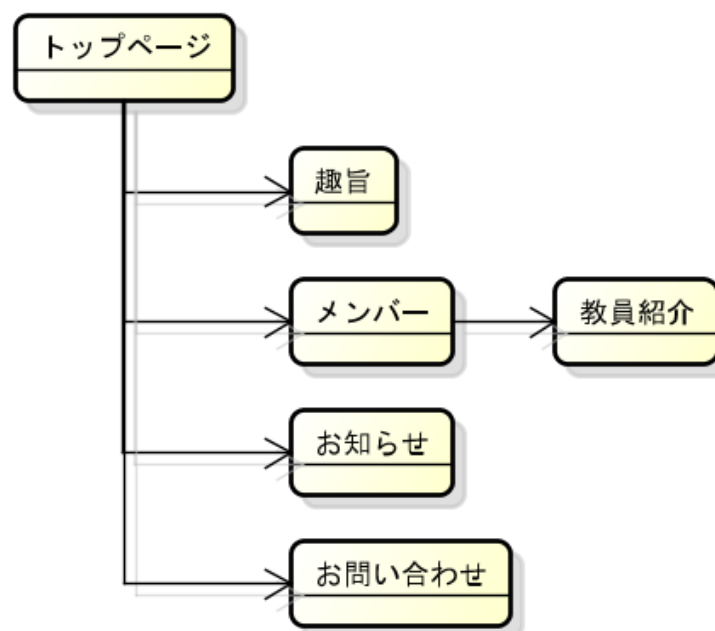 トップページ
趣旨
メンバー
教員紹介
お知らせ
お問い合わせ